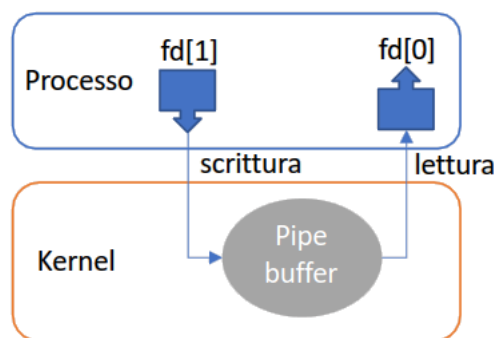 fd[1]
fd[0]
Processo
scrittura
lettura
Kernel
Pipe
buffer